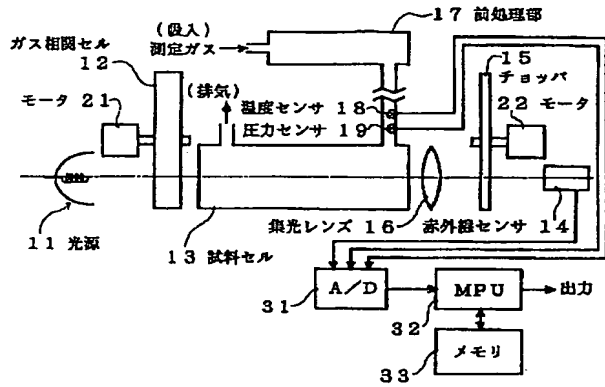 (吸入)
測定ガス
17 前処理部
ガス相関セル
12
15
チョッパ
モータ 21
(排気)
温度センサ 18
圧力センサ 19
22 モータ
11 光源
13 試料セル
集光レンズ 16
赤外線センサ 14
A/D
31
MPU
32
出力
メモリ
33